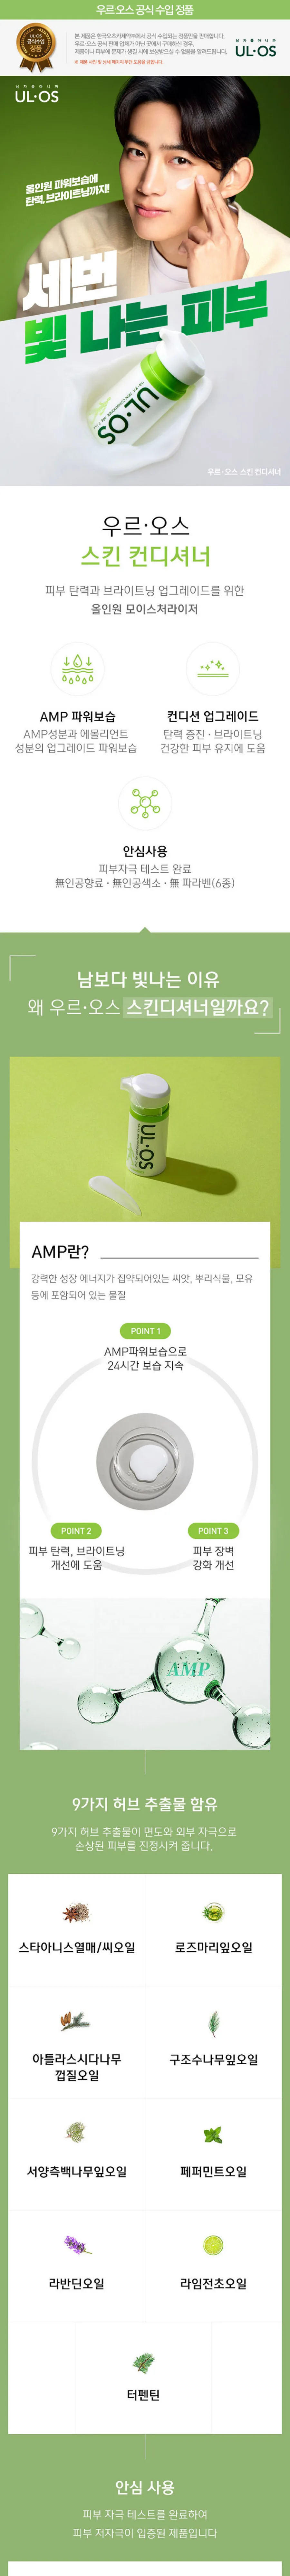 우르오스 공식 수입 정품
UL·OS
공식수입
정품
본 제품은 한국오츠카제약㈜에서 공식 수입되는 정품만을 판매합니다.
우르·오스 공식 판매 업체가 아닌 곳에서 구매하신 경우,
제품이나 피부에 문제가 생길 시에 보상받으실 수 없음을 알려드립니다.
남자를아니까
UL·OS
남자를아니까
UL·OS
올인원 파워보습에
탄력, 브라이트닝까지!
세번
빛 나는 피부
UL·OS
우르·오스 스킨 컨디셔너
우르·오스
스킨 컨디셔너
피부 탄력과 브라이트닝 업그레이드를 위한
올인원 모이스처라이저
AMP 파워보습
AMP성분과 에몰리언트
성분의 업그레이드 파워보습
컨디션 업그레이드
탄력 증진 · 브라이트닝
건강한 피부 유지에 도움
안심사용
피부자극 테스트 완료
無인공향료 · 無인공색소 · 無 파라벤(6종)
남보다 빛나는 이유
왜 우르·오스 스킨디셔너일까요?
UL·OS
AMP란?
강력한 성장 에너지가 집약되어있는 씨앗, 뿌리식물, 모유
등에 포함되어 있는 물질
POINT 1
AMP파워보습으로
24시간 보습 지속
POINT 2
피부 탄력, 브라이트닝
개선에 도움
POINT 3
피부 장벽
강화 개선
AMP
9가지 허브 추출물 함유
9가지 허브 추출물이 면도와 외부 자극으로
손상된 피부를 진정시켜 줍니다.
스타아니스열매/씨오일
로즈마리잎오일
아틀라스시다나무
껍질오일
구조수나무잎오일
서양측백나무잎오일
페퍼민트오일
라반딘오일
라임전초오일
터펜틴
안심 사용
피부 자극 테스트를 완료하여
피부 저자극이 입증된 제품입니다